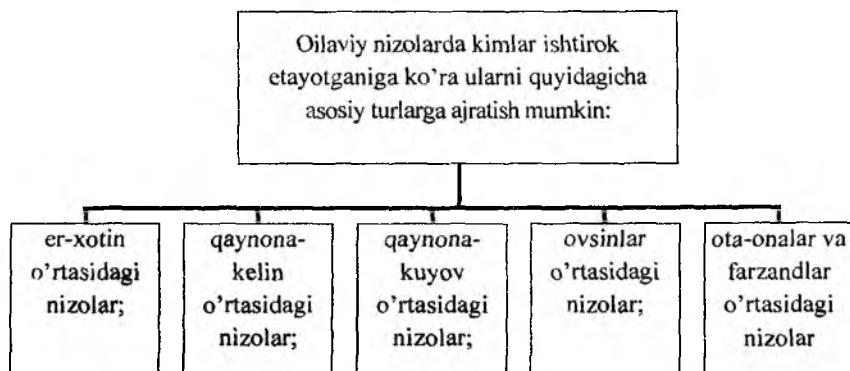 Oilaviy nizolarda kimlar ishtirok
etayotganiga ko'ra ularni quyidagicha
asosiy turlarga ajratish mumkin:
er-xotin
o'rtasidagi
nizolar;
qaynona-
kelin
o'rtasidagi
nizolar;
qaynona-
kuyov
o'rtasidagi
nizolar;
ovsinlar
o'rtasidagi
nizolar;
ota-onalar va
farzandlar
o'rtasidagi
nizolar